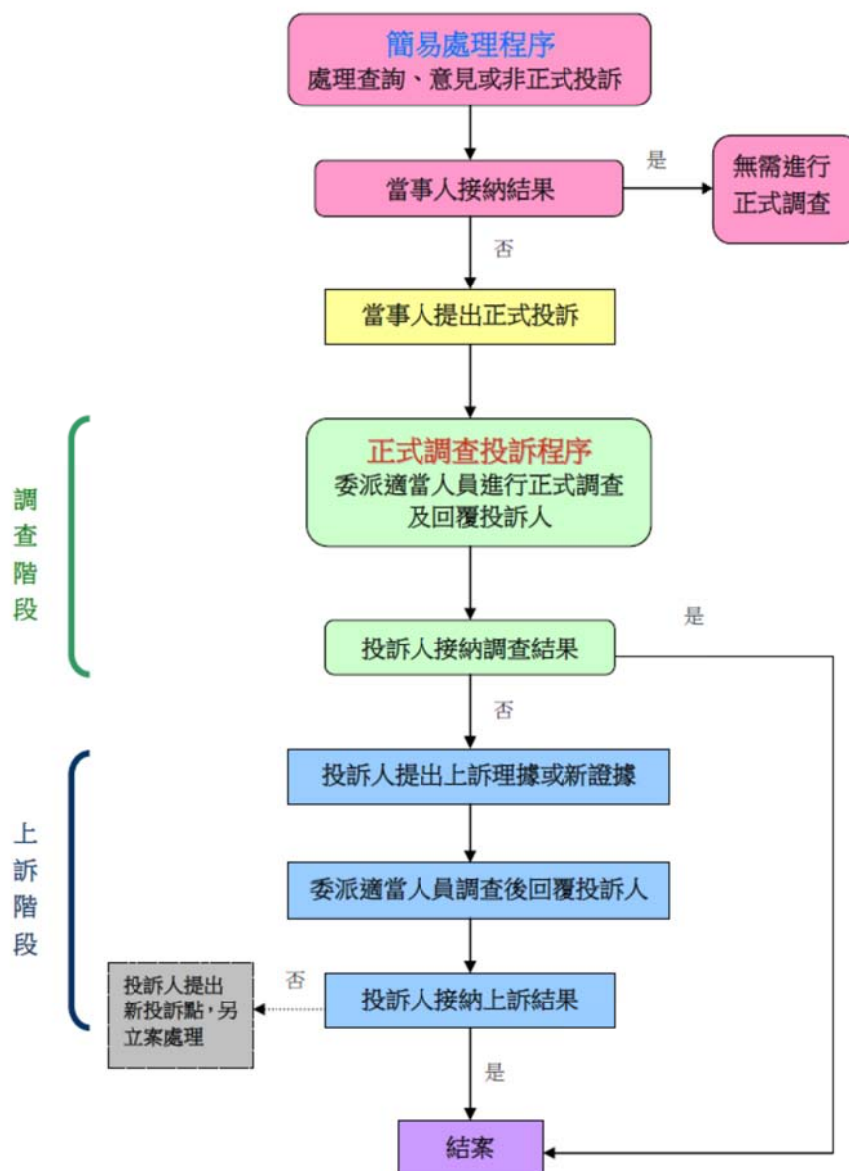 簡易處理程序
處理查詢、意見或非正式投訴
當事人接納結果
是
無需進行
正式調查
否
當事人提出正式投訴
調查階段
正式調查投訴程序
委派適當人員進行正式調查
及回覆投訴人
投訴人接納調查結果
是
否
上訴階段
投訴人提出上訴理據或新證據
委派適當人員調查後回覆投訴人
投訴人接納上訴結果
否
投訴人提出
新投訴點，另
立案處理
是
結案